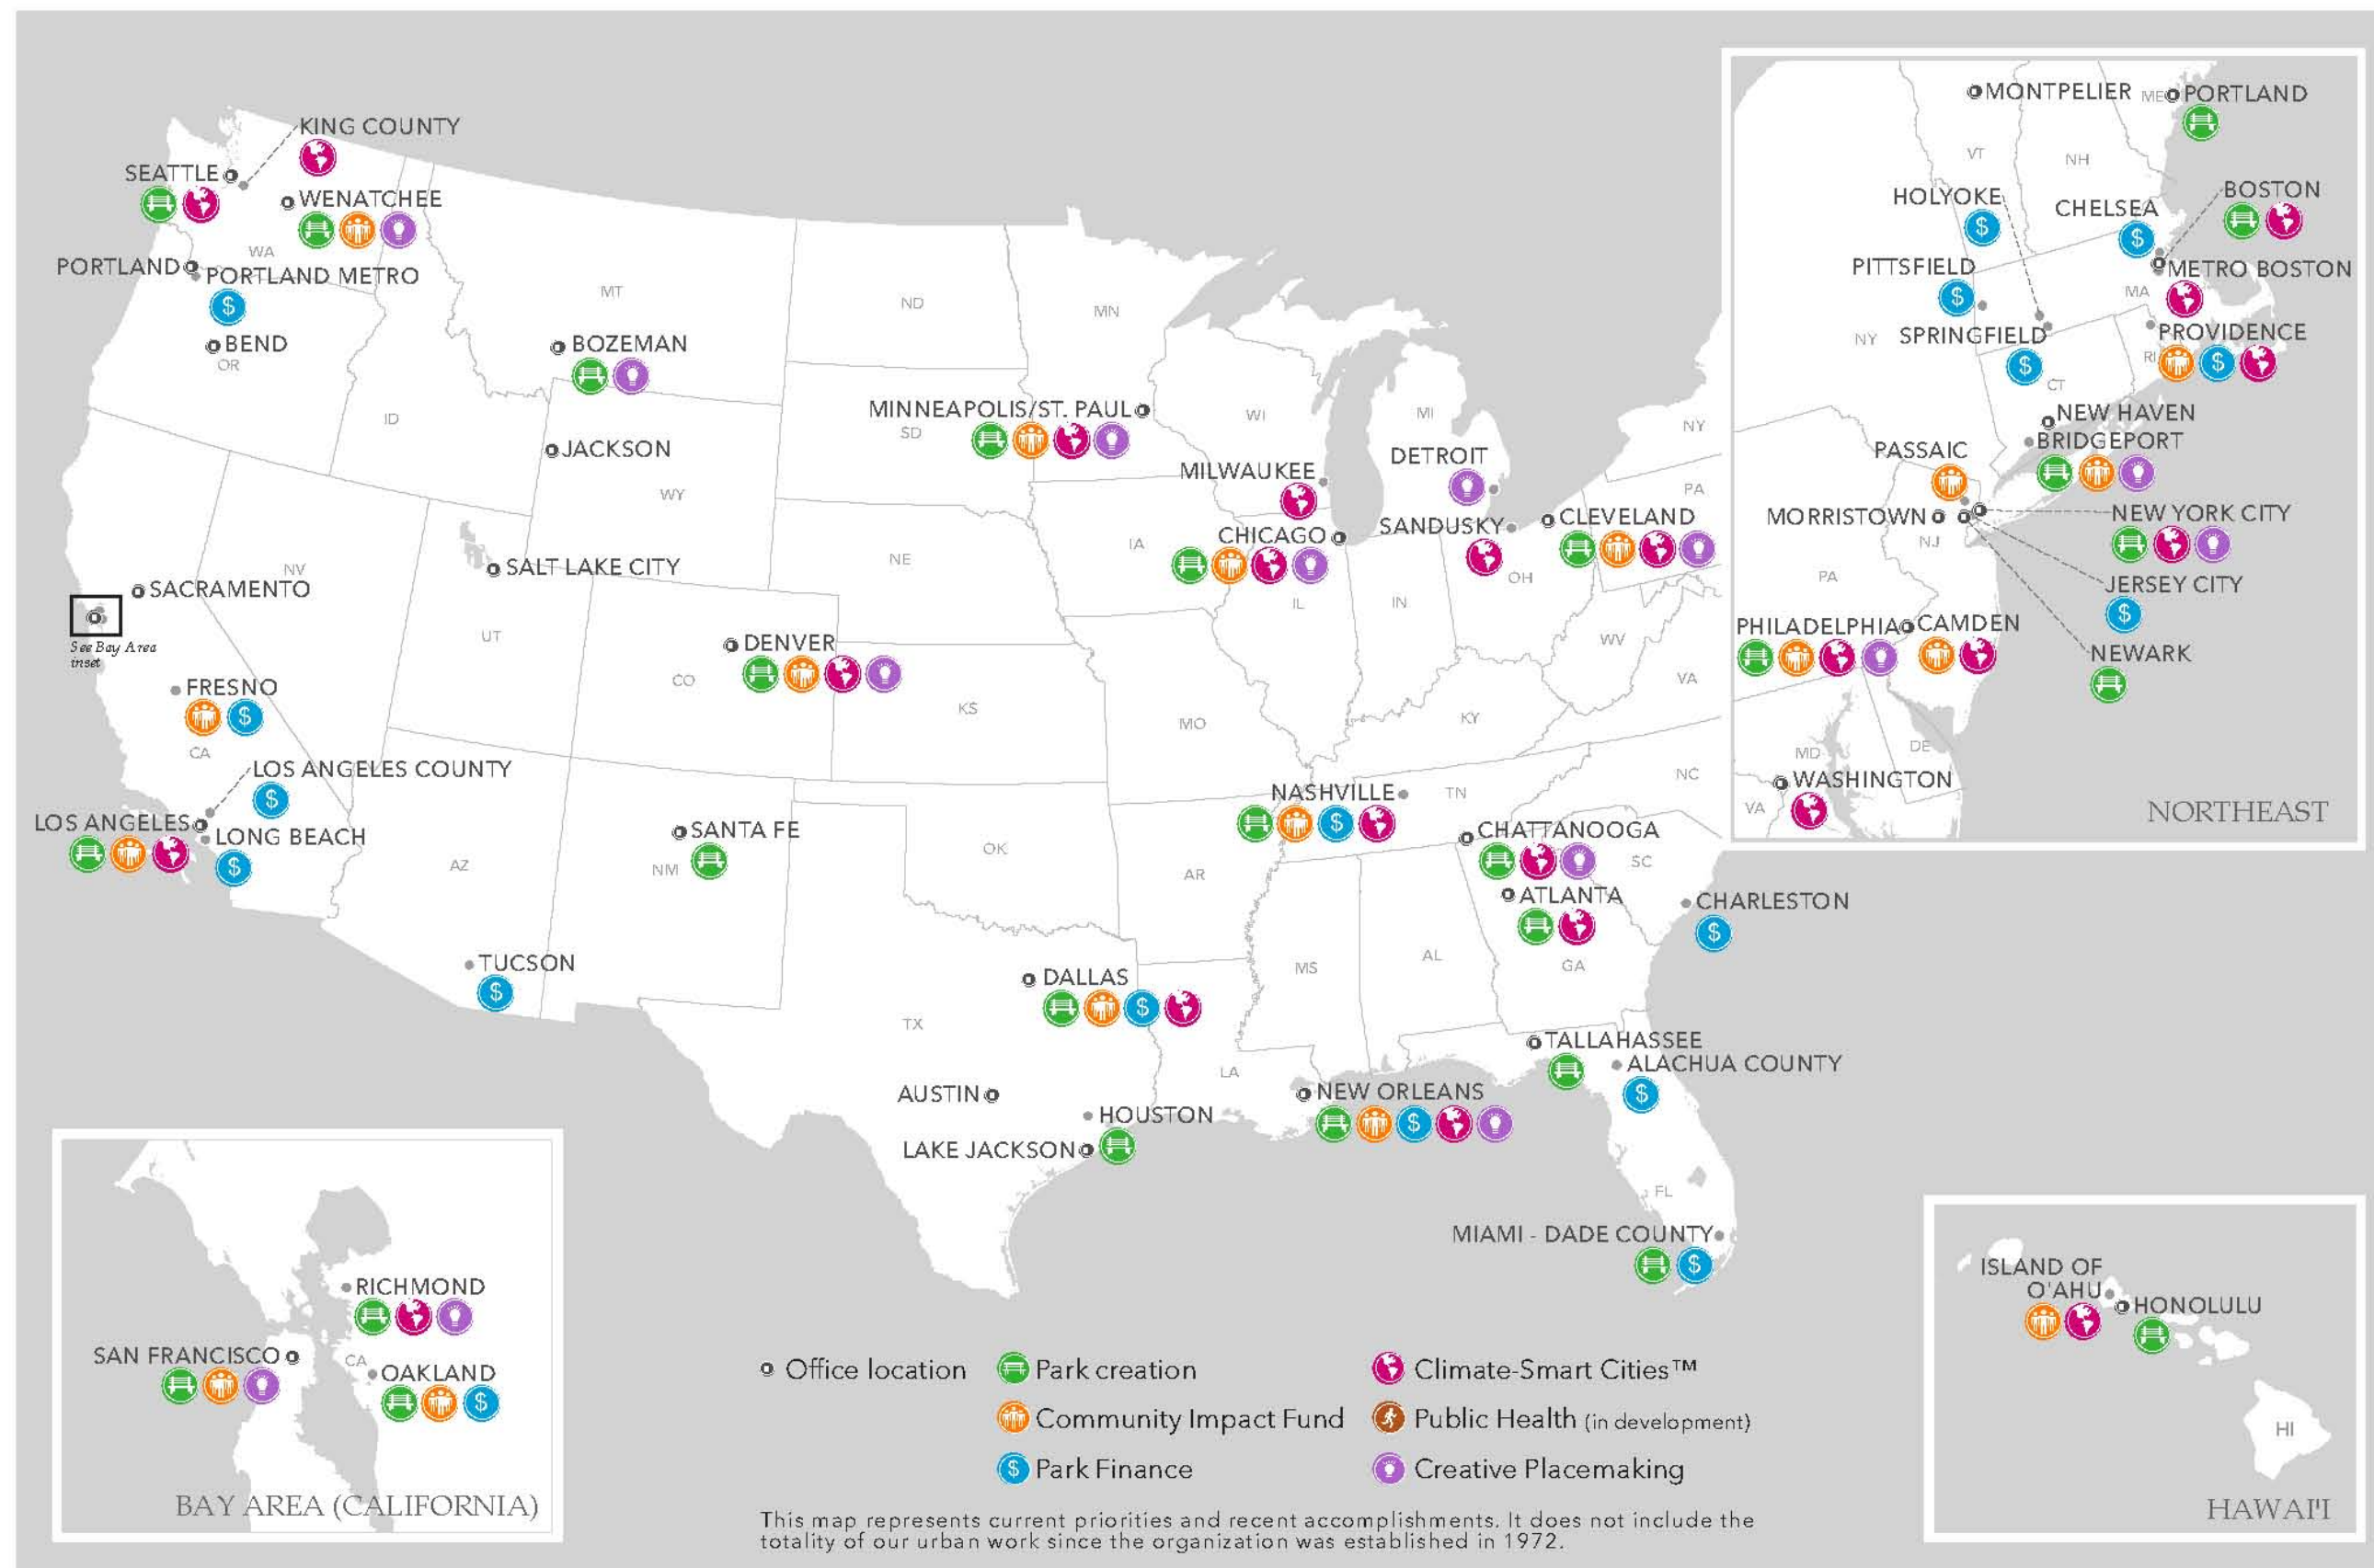 KING COUNTY
SEATTLE
WENATCHEE
WA
PORTLAND
PORTLAND METRO
$
BEND
OR
MT
BOZEMAN
ID
JACKSON
WY
ND
MN
MINNEAPOLIS/ST. PAUL
SD
WI
MI
NY
MILWAUKEE
DETROIT
PA
CHICAGO
SANDUSKY
CLEVELAND
IA
NE
OH
IL
IN
WV
VA
NV
SALT LAKE CITY
SACRAMENTO
See Bay Area
inset
UT
DENVER
CO
KS
MO
KY
FRESNO
$
CA
LOS ANGELES COUNTY
$
LOS ANGELES
LONG BEACH
$
AZ
SANTA FE
NM
OK
AR
NASHVILLE
$
TN
NC
CHATTANOOGA
SC
ATLANTA
CHARLESTON
$
GA
AL
MS
TUCSON
$
DALLAS
$
TX
LA
AUSTIN
HOUSTON
LAKE JACKSON
NEW ORLEANS
$
TALLAHASSEE
ALACHUA COUNTY
$
FL
MIAMI - DADE COUNTY
$
MONTPELIER
ME
PORTLAND
VT
NH
HOLYOKE
$
CHELSEA
$
BOSTON
PITTSFIELD
$
METRO BOSTON
MA
NY
SPRINGFIELD
$
PROVIDENCE
RI
$
CT
NEW HAVEN
BRIDGEPORT
PASSAIC
MORRISTOWN
NEW YORK CITY
NJ
PA
JERSEY CITY
$
PHILADELPHIA
CAMDEN
NEWARK
MD
DE
WASHINGTON
VA
NORTHEAST
RICHMOND
SAN FRANCISCO
CA
OAKLAND
$
BAY AREA (CALIFORNIA)
ISLAND OF
O'AHU
HONOLULU
HI
HAWAI'I
Office location
Park creation
Climate-Smart Cities™
Community Impact Fund
Public Health (in development)
$ Park Finance
Creative Placemaking
This map represents current priorities and recent accomplishments. It does not include the
totality of our urban work since the organization was established in 1972.